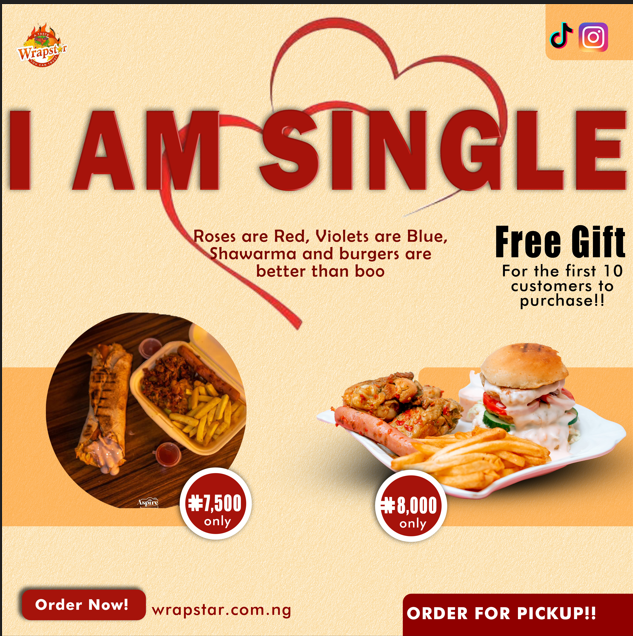 Wrapstar
I AM SINGLE
Roses are Red, Violets are Blue,
Shawarma and burgers are
better than boo
Free Gift
For the first 10
customers to
purchase!!
Aspire
₦7,500
only
₦8,000
only
Order Now!
wrapstar.com.ng
ORDER FOR PICKUP!!